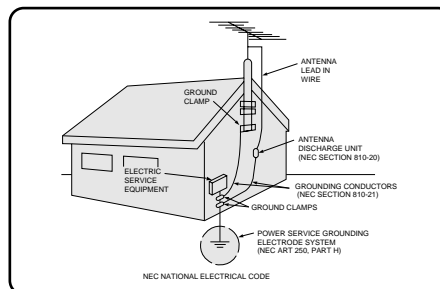 ANTENNA
LEAD IN
WIRE
GROUND
CLAMP
ANTENNA
DISCHARGE UNIT
(NEC SECTION 810-20)
ELECTRIC
SERVICE
EQUIPMENT
GROUNDING CONDUCTORS
(NEC SECTION 810-21)
GROUND CLAMPS
POWER SERVICE GROUNDING
ELECTRODE SYSTEM
(NEC ART 250, PART H)
NEC NATIONAL ELECTRICAL CODE